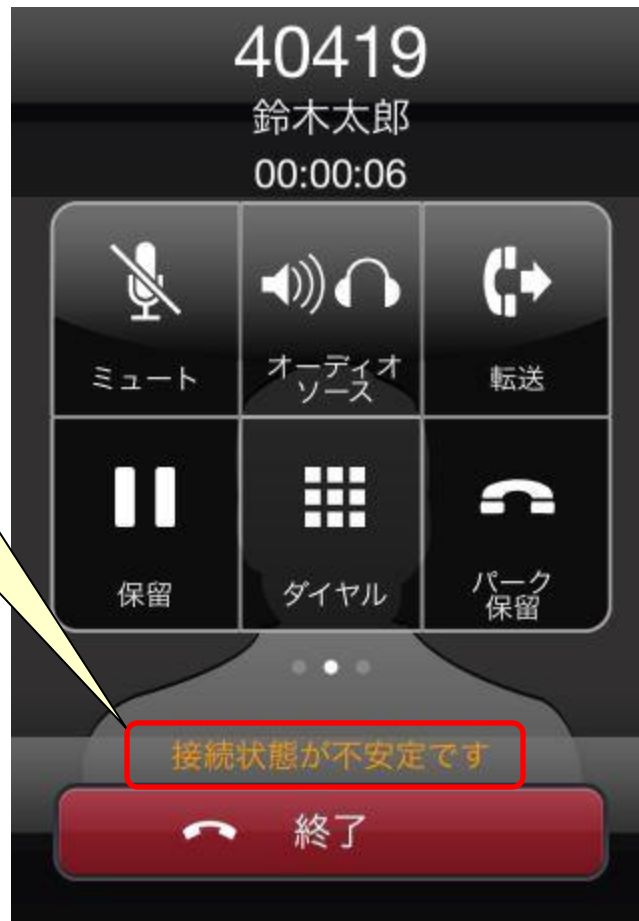 40419
鈴木太郎
00:00:06
ミュート
オーディオ
ソース
転送
保留
ダイヤル
パーク
保留
接続状態が不安定です
終了